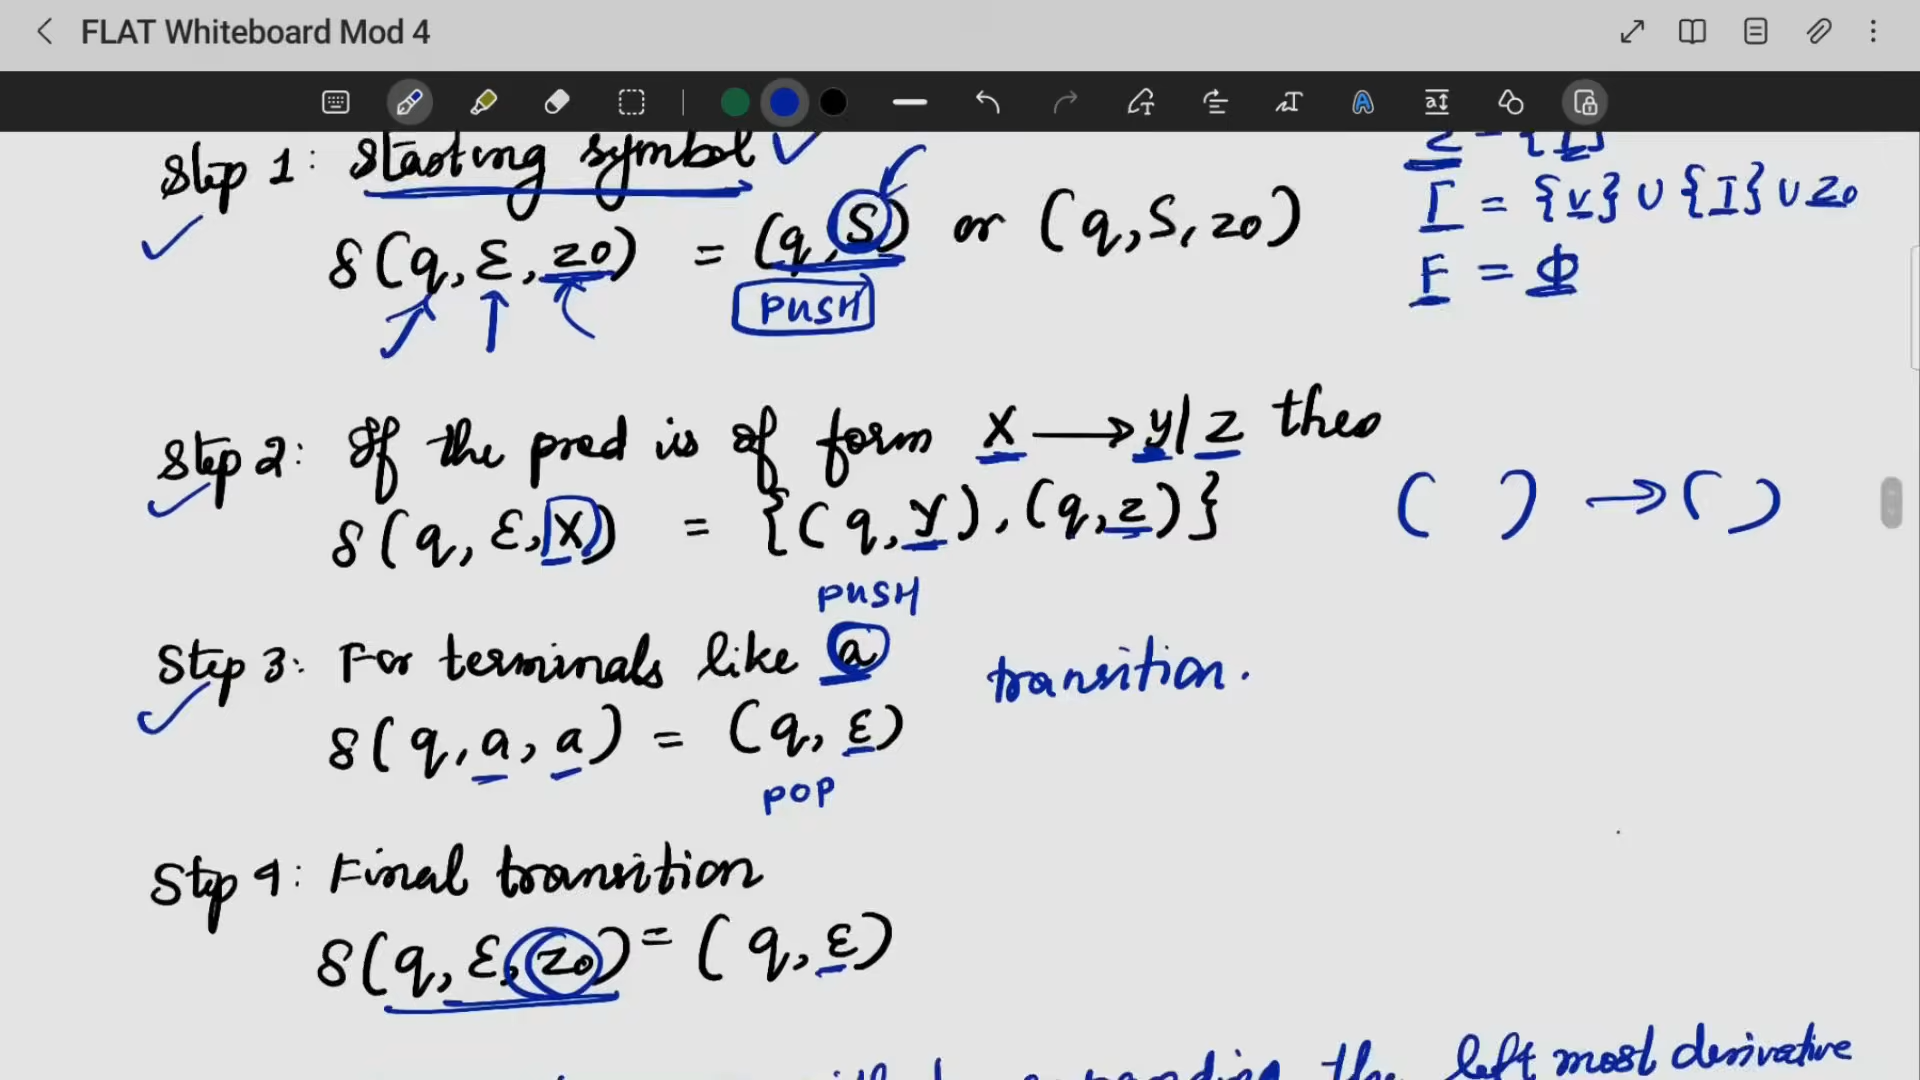 FLAT Whiteboard Mod 4
Step 1: Starting symbol
δ(q, ε, z0) = (q, S) or (q, S, z0)
PUSH
Γ = {V} ∪ {I} ∪ z0
F = Φ
Step 2: If the prod is of form X → y | z then
δ(q, ε, X) = {(q, y), (q, z)}
( ) → ( )
PUSH
Step 3: For terminals like a
transition.
δ(q, a, a) = (q, ε)
POP
Step 4: Final transition
δ(q, ε, z0) = (q, ε)
the left most derivative